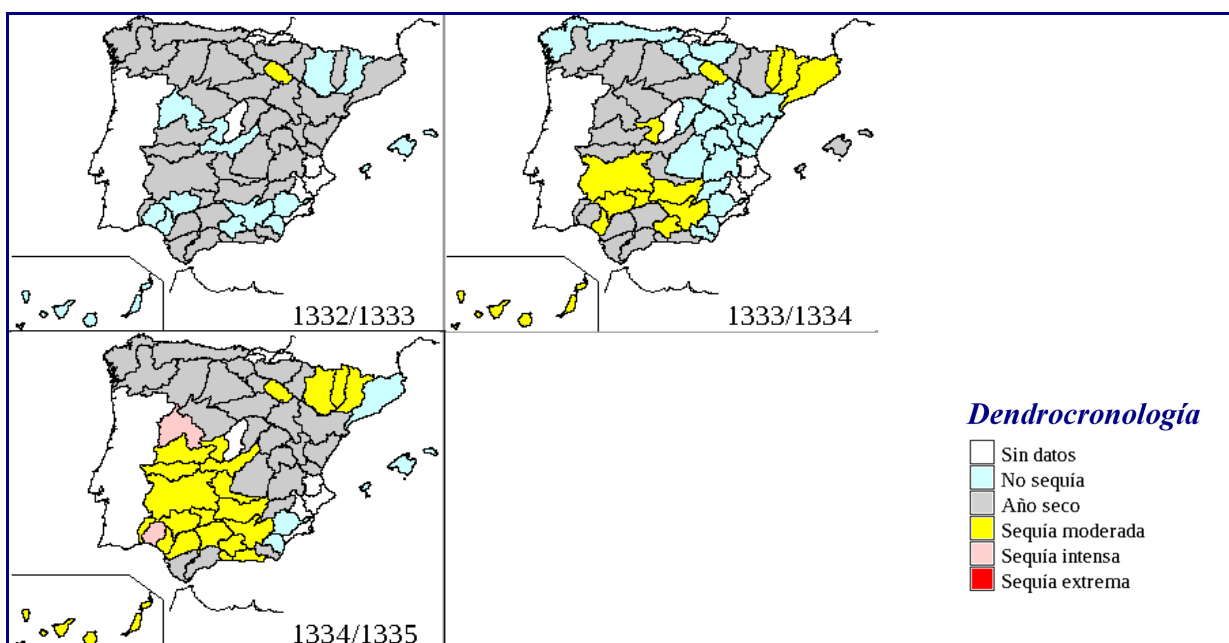 1332/1333
1333/1334
1334/1335
Dendrocronología
Sin datos
No sequía
Año seco
Sequía moderada
Sequía intensa
Sequía extrema